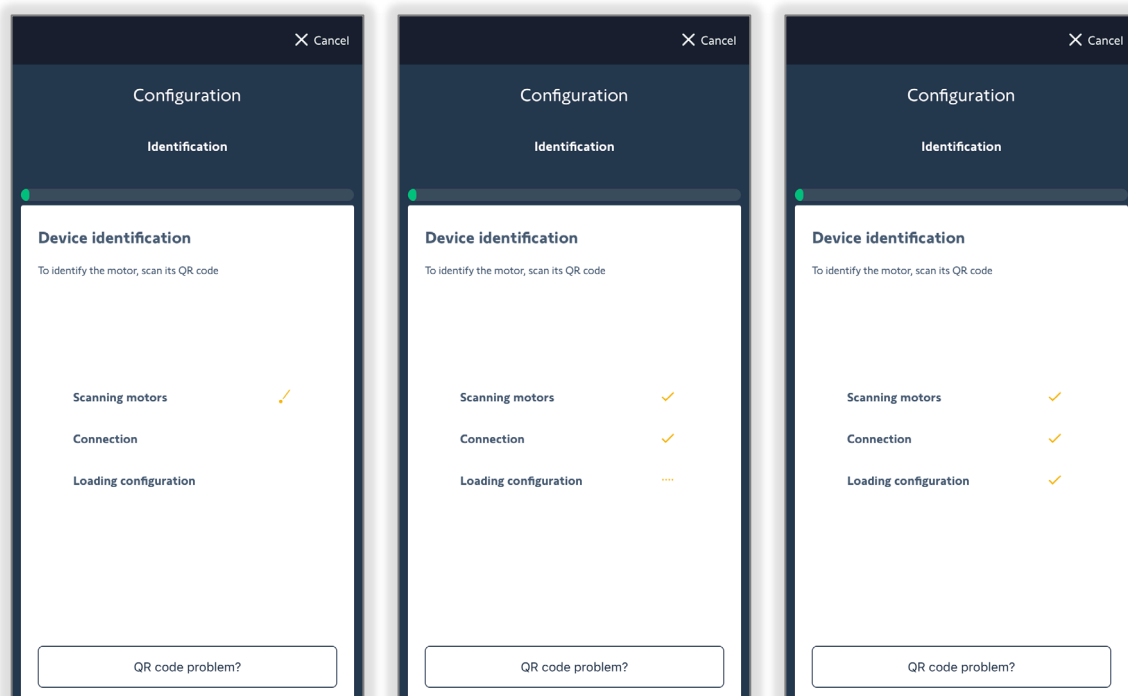 Cancel
Configuration
Identification
Device identification
To identify the motor, scan its QR code
Scanning motors
Connection
Loading configuration
QR code problem?
Cancel
Configuration
Identification
Device identification
To identify the motor, scan its QR code
Scanning motors
Connection
Loading configuration
QR code problem?
Cancel
Configuration
Identification
Device identification
To identify the motor, scan its QR code
Scanning motors
Connection
Loading configuration
QR code problem?